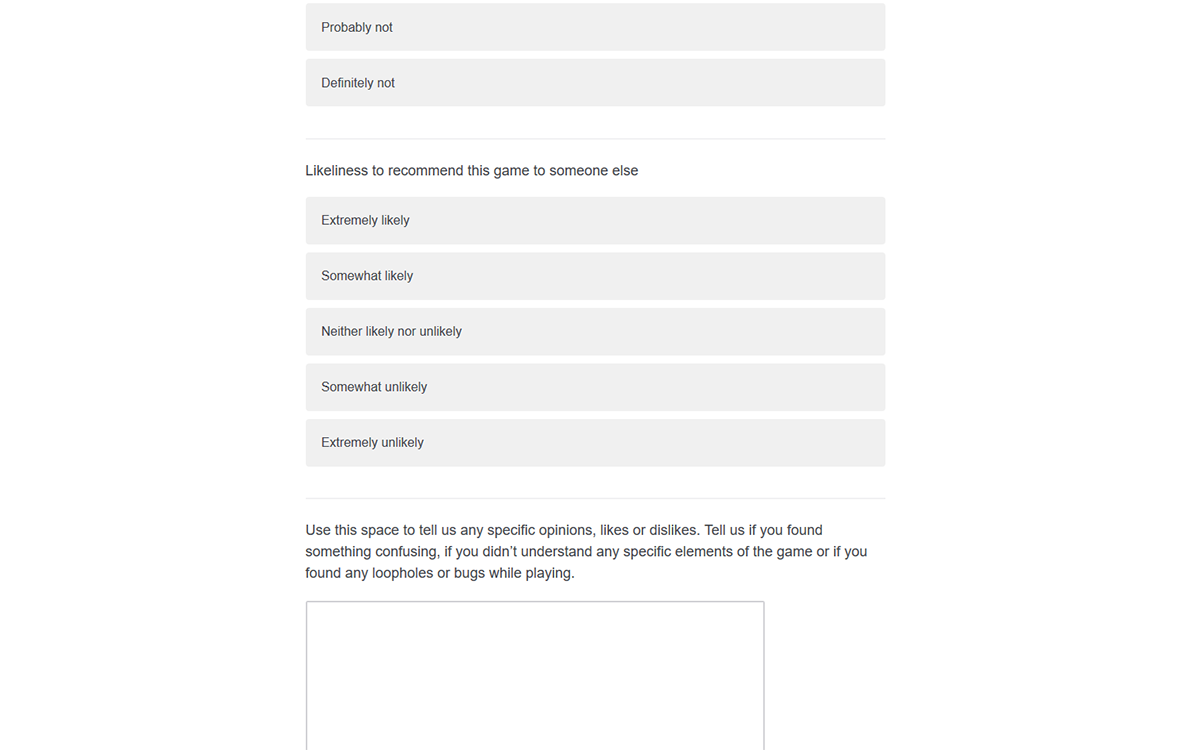 Probably not
Definitely not
Likeliness to recommend this game to someone else
Extremely likely
Somewhat likely
Neither likely nor unlikely
Somewhat unlikely
Extremely unlikely
Use this space to tell us any specific opinions, likes or dislikes. Tell us if you found
something confusing, if you didn’t understand any specific elements of the game or if you
found any loopholes or bugs while playing.